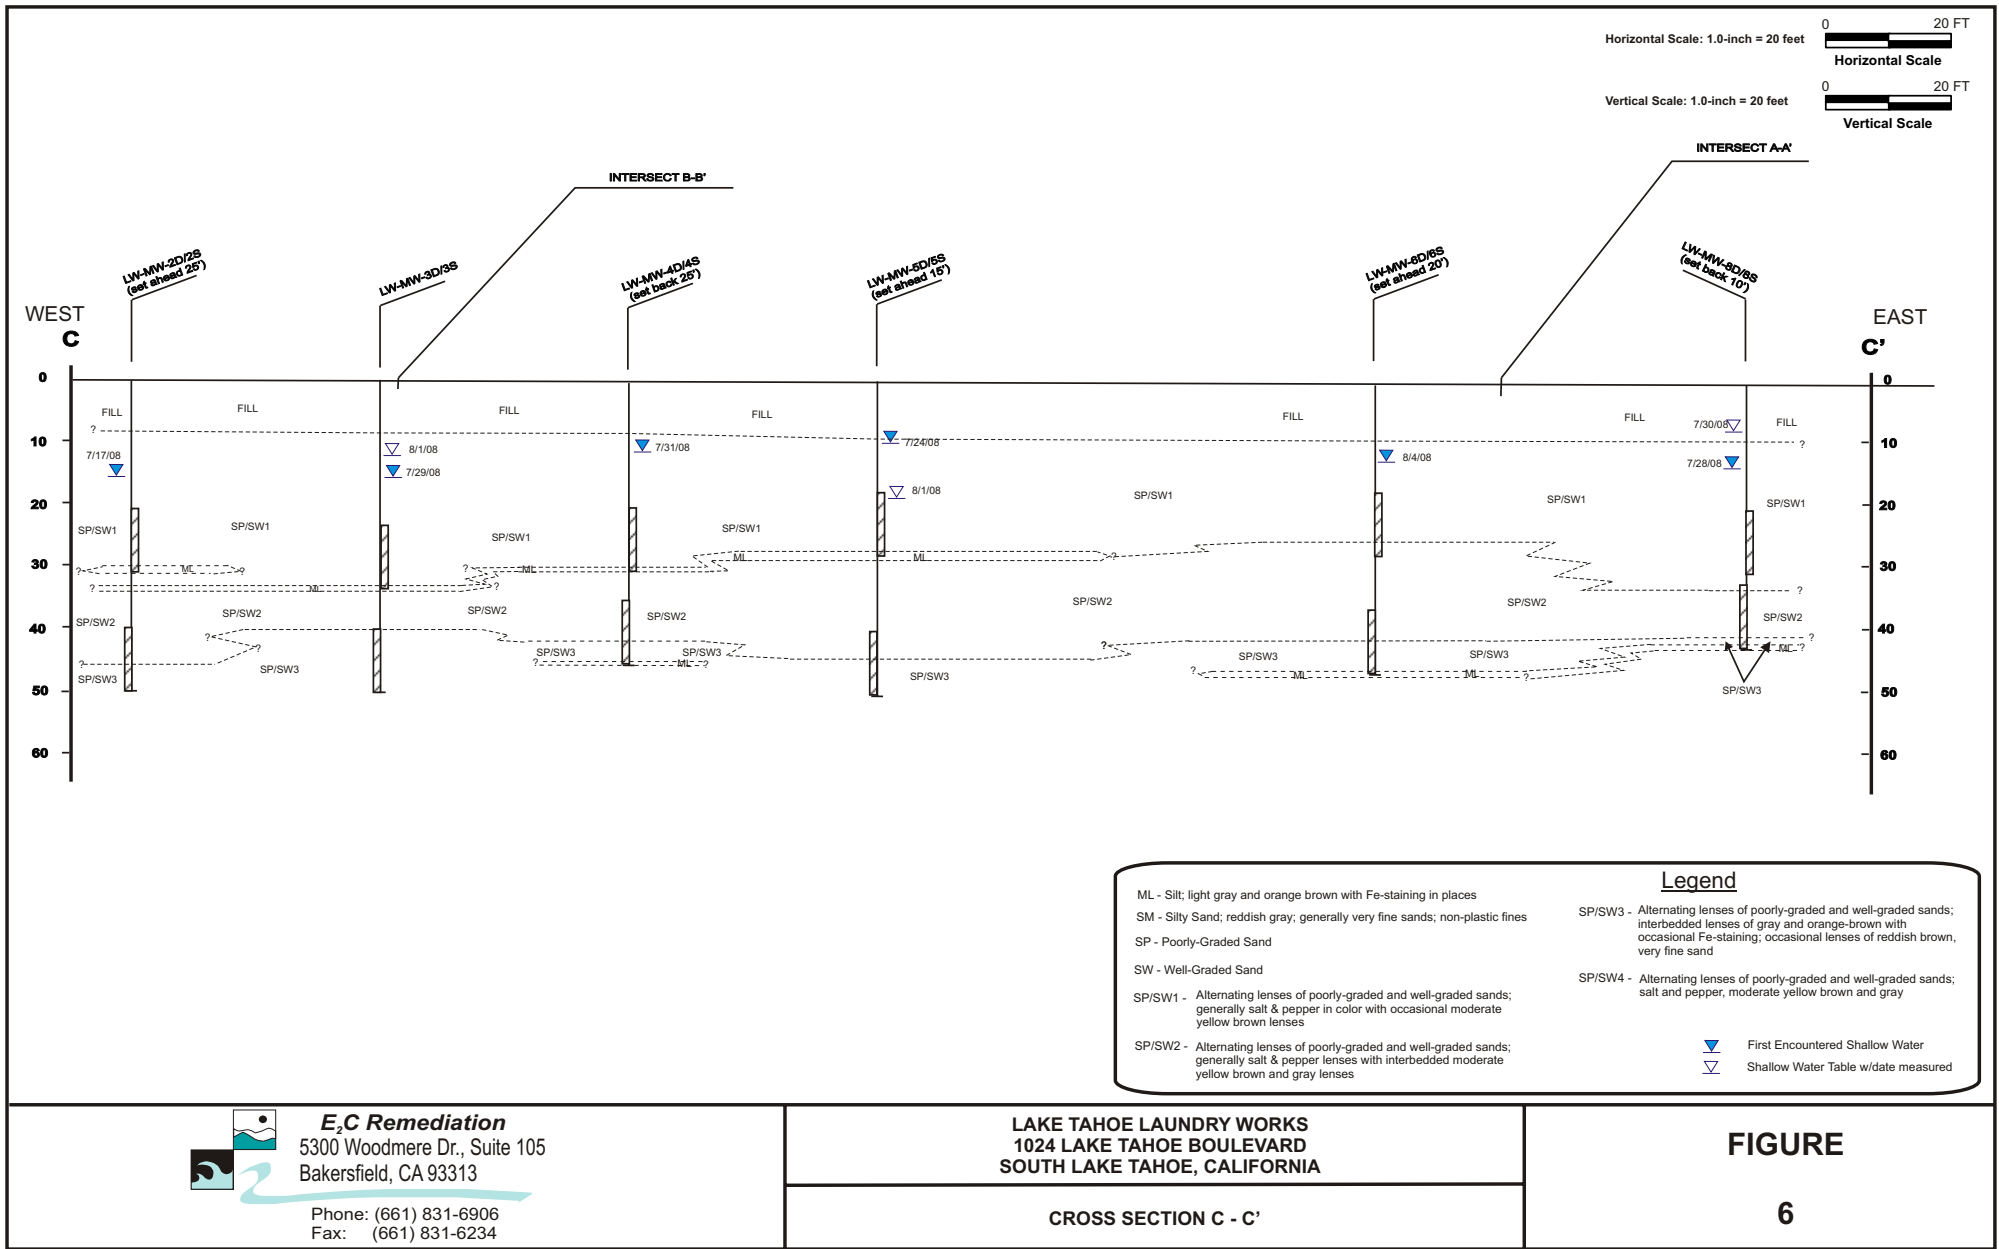 Horizontal Scale: 1.0-inch = 20 feet
0 20 FT
Horizontal Scale
Vertical Scale: 1.0-inch = 20 feet
0 20 FT
Vertical Scale
INTERSECT A-A'
INTERSECT B-B'
LW-MW-2D/2S
(set ahead 25')
LW-MW-3D/3S
LW-MW-4D/4S
(set back 25')
LW-MW-5D/5S
(set ahead 15')
LW-MW-6D/6S
(set ahead 20')
LW-MW-8D/8S
(set back 10')
WEST
C
EAST
C'
0
10
20
30
40
50
60
0
10
20
30
40
50
60
FILL FILL FILL FILL FILL FILL FILL
? ?
7/17/08
8/1/08
7/29/08
7/31/08
7/24/08
8/1/08
8/4/08
7/30/08
7/28/08
SP/SW1 SP/SW1 SP/SW1 SP/SW1 SP/SW1 SP/SW1 SP/SW1
? ML ? ? ML ML ML ?
? ML ? ?
SP/SW2 SP/SW2 SP/SW2 SP/SW2 SP/SW2 SP/SW2 SP/SW2
? ? ? ?
? SP/SW3 SP/SW3 SP/SW3 SP/SW3 SP/SW3 ML ?
SP/SW3 SP/SW3 ? ML ? ? ML ML ?
SP/SW3
Legend
ML - Silt; light gray and orange brown with Fe-staining in places
SM - Silty Sand; reddish gray; generally very fine sands; non-plastic fines
SP - Poorly-Graded Sand
SW - Well-Graded Sand
SP/SW1 - Alternating lenses of poorly-graded and well-graded sands;
generally salt & pepper in color with occasional moderate
yellow brown lenses
SP/SW2 - Alternating lenses of poorly-graded and well-graded sands;
generally salt & pepper lenses with interbedded moderate
yellow brown and gray lenses
SP/SW3 - Alternating lenses of poorly-graded and well-graded sands;
interbedded lenses of gray and orange-brown with
occasional Fe-staining; occasional lenses of reddish brown,
very fine sand
SP/SW4 - Alternating lenses of poorly-graded and well-graded sands;
salt and pepper, moderate yellow brown and gray
First Encountered Shallow Water
Shallow Water Table w/date measured
E2C Remediation
5300 Woodmere Dr., Suite 105
Bakersfield, CA 93313
Phone: (661) 831-6906
Fax: (661) 831-6234
LAKE TAHOE LAUNDRY WORKS
1024 LAKE TAHOE BOULEVARD
SOUTH LAKE TAHOE, CALIFORNIA
CROSS SECTION C - C'
FIGURE
6